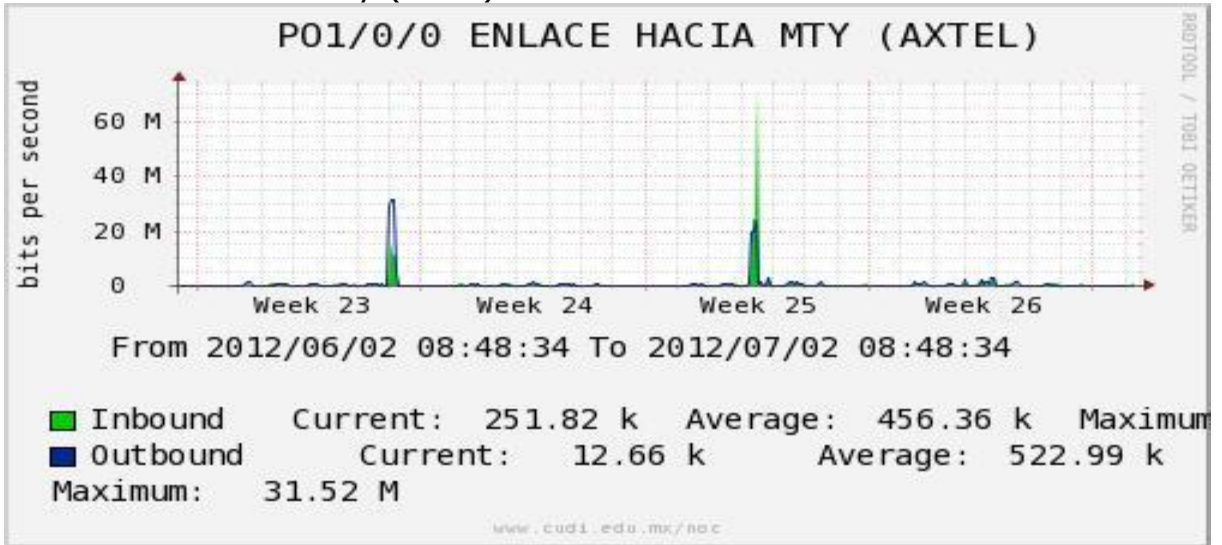 PO1/0/0 ENLACE HACIA MTY (AXTEL)
RRDTOOL / TOBI OETIKER
bits per second
60 M
40 M
20 M
0
Week 23 Week 24 Week 25 Week 26
From 2012/06/02 08:48:34 To 2012/07/02 08:48:34
Inbound Current: 251.82 k Average: 456.36 k Maximum
Outbound Current: 12.66 k Average: 522.99 k
Maximum: 31.52 M
www.cudi.edu.mx/noc